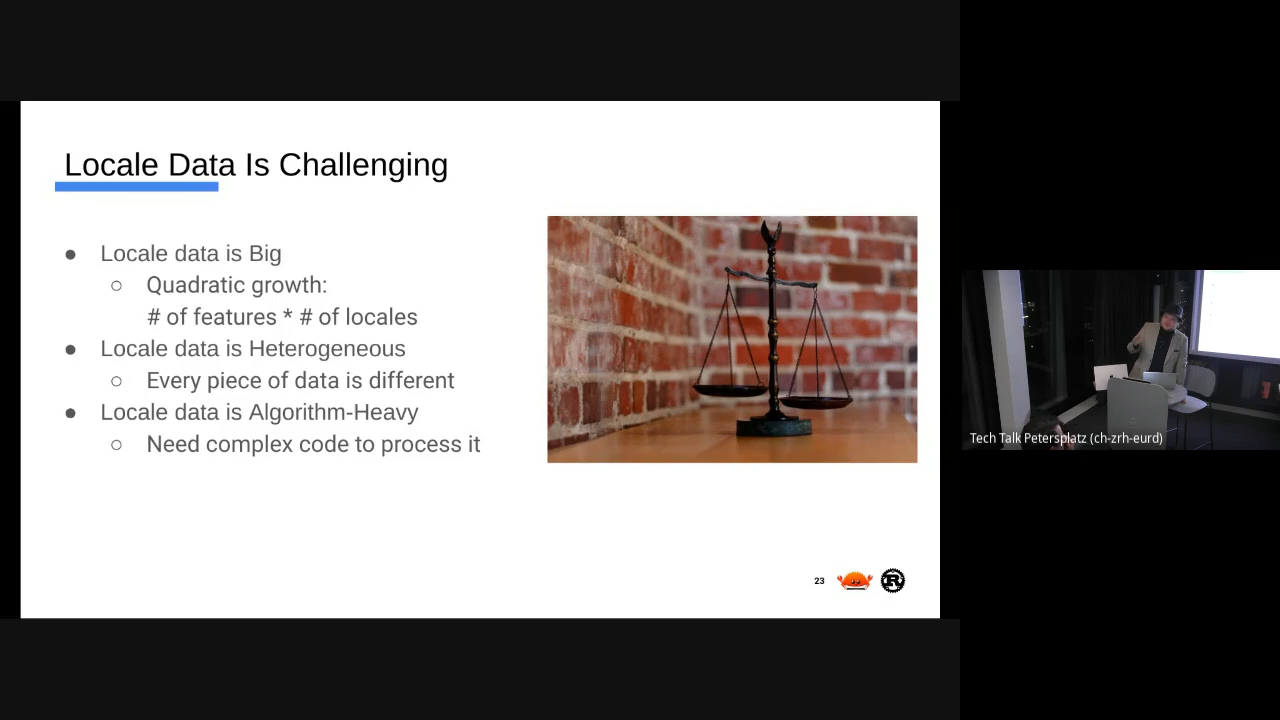 Locale Data Is Challenging
● Locale data is Big
○ Quadratic growth:
# of features * # of locales
● Locale data is Heterogeneous
○ Every piece of data is different
● Locale data is Algorithm-Heavy
○ Need complex code to process it
23
R
Tech Talk Petersplatz (ch-zrh-eurd)